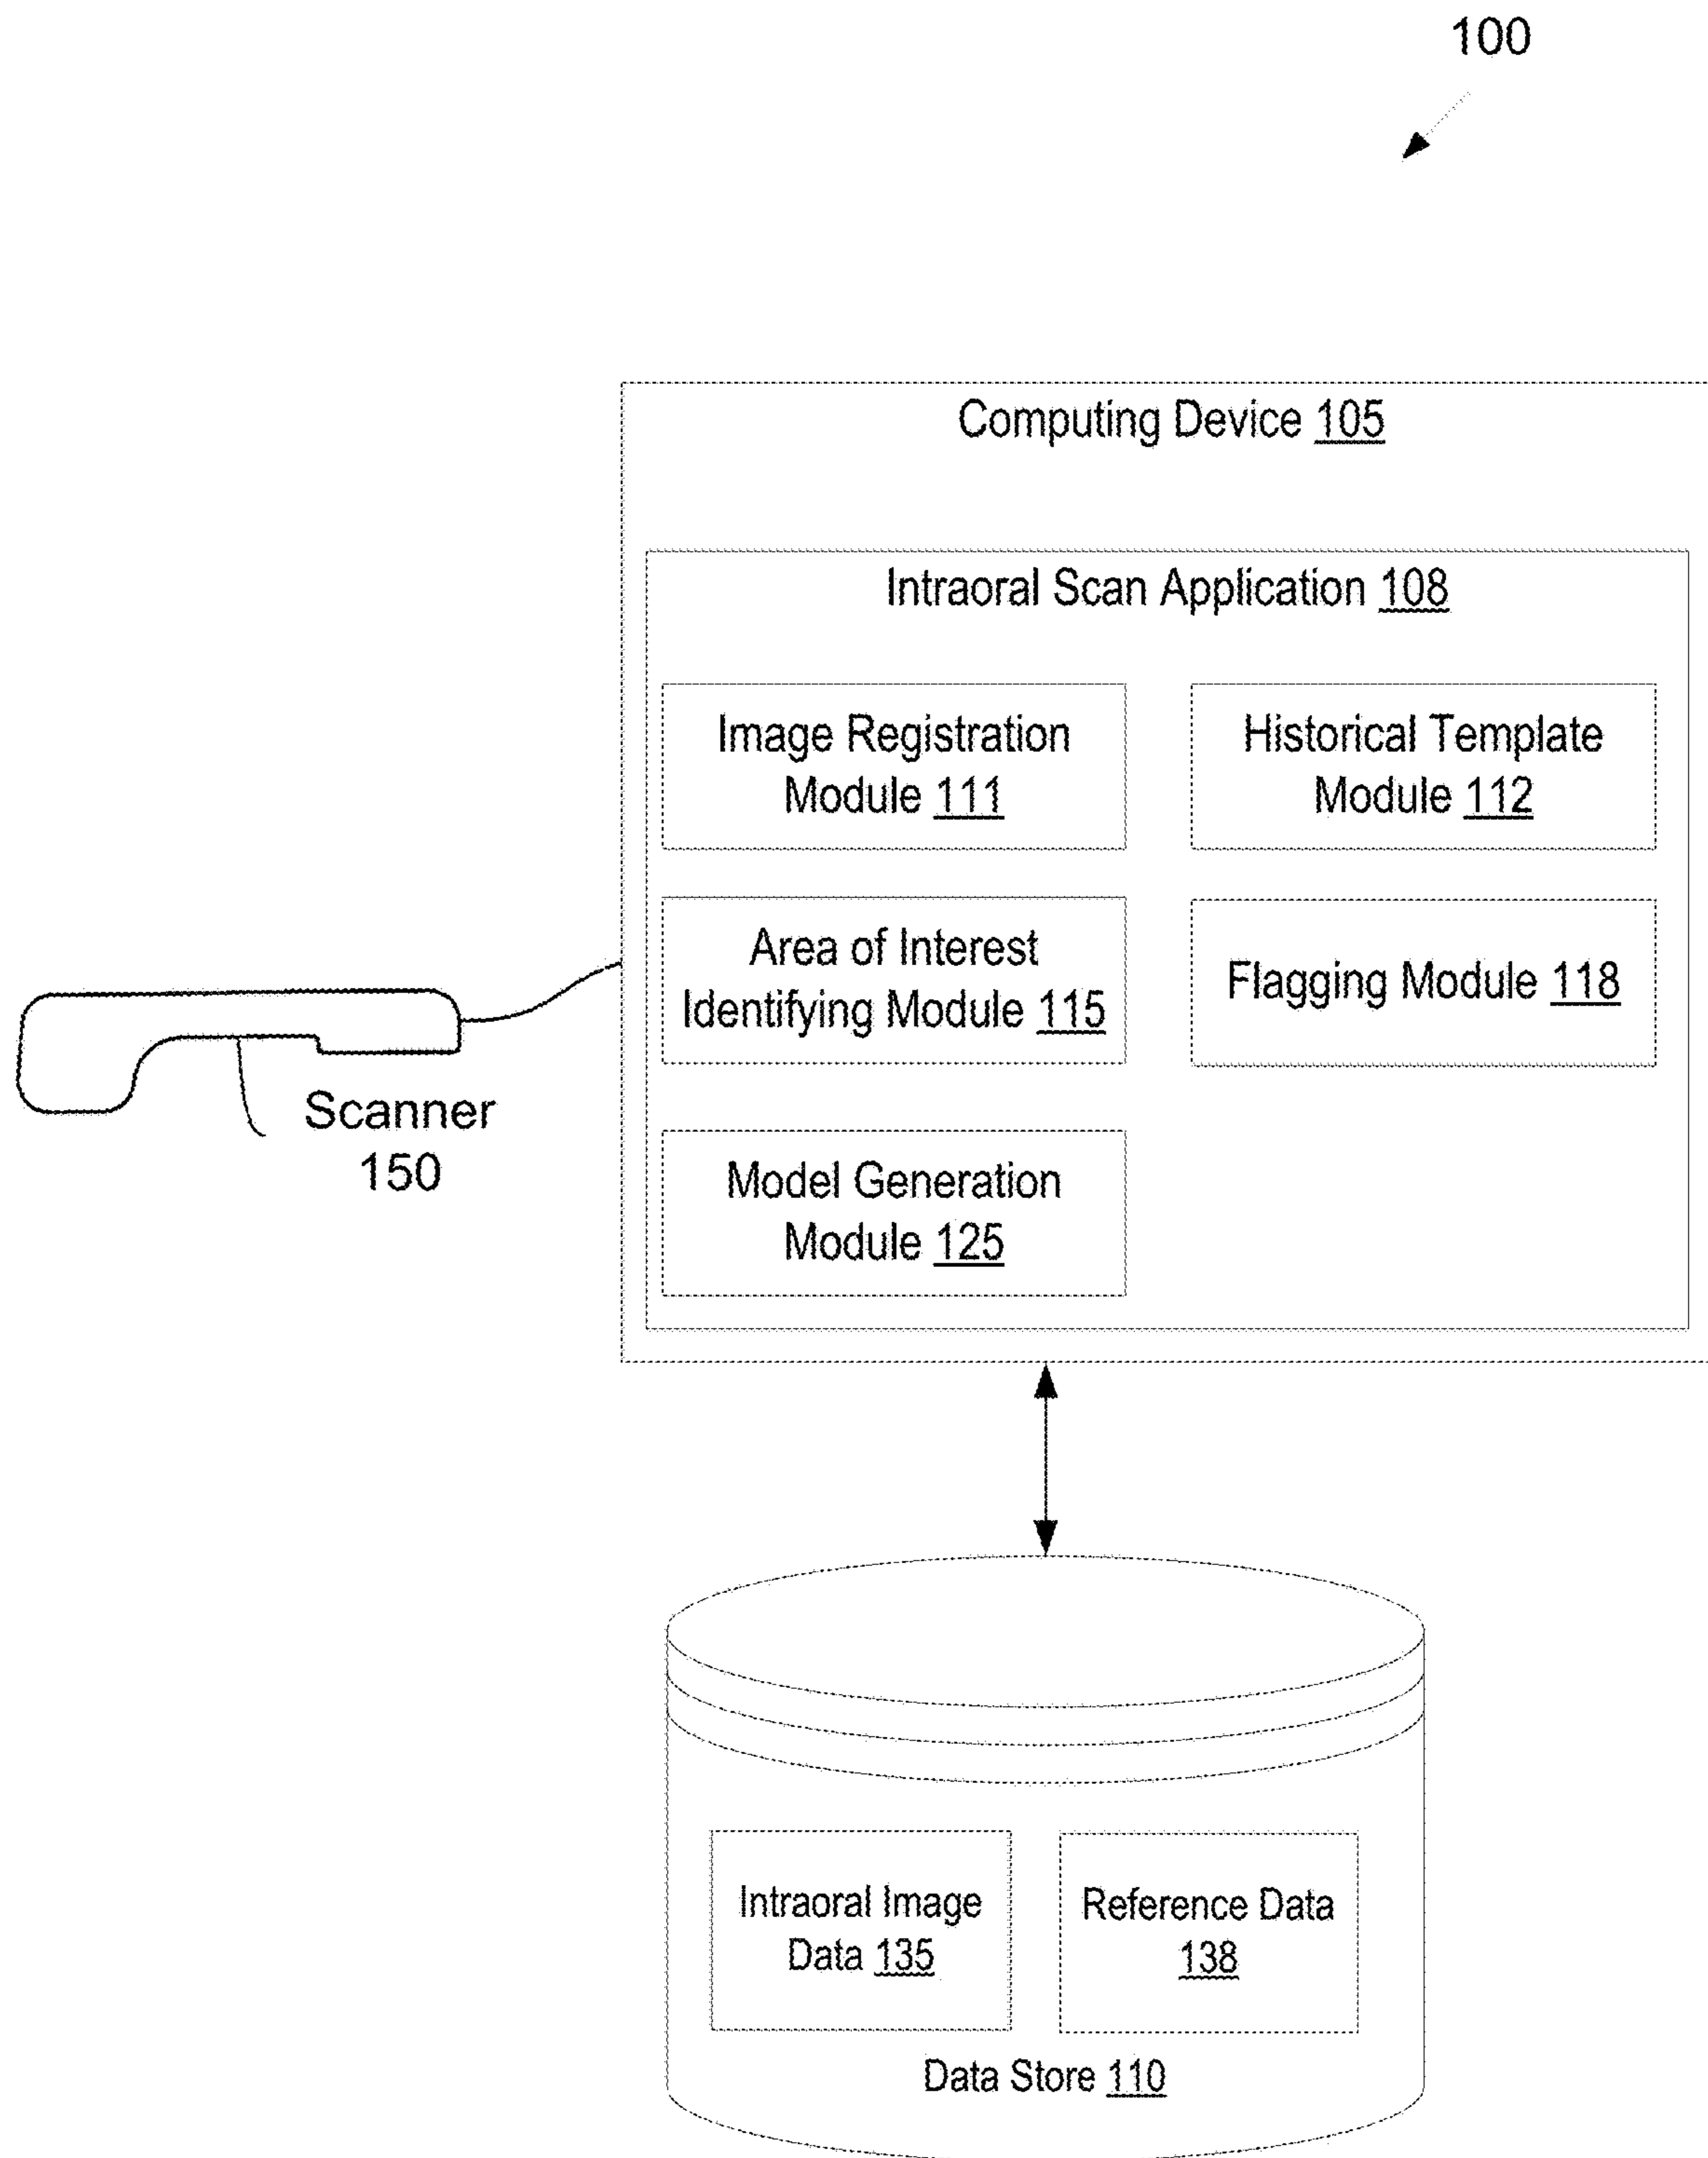 100
Computing Device 105
Intraoral Scan Application 108
Image Registration
Module 111
Historical Template
Module 112
Area of Interest
Identifying Module 115
Flagging Module 118
Scanner
150
Model Generation
Module 125
Intraoral Image
Data 135
Reference Data
138
Data Store 110